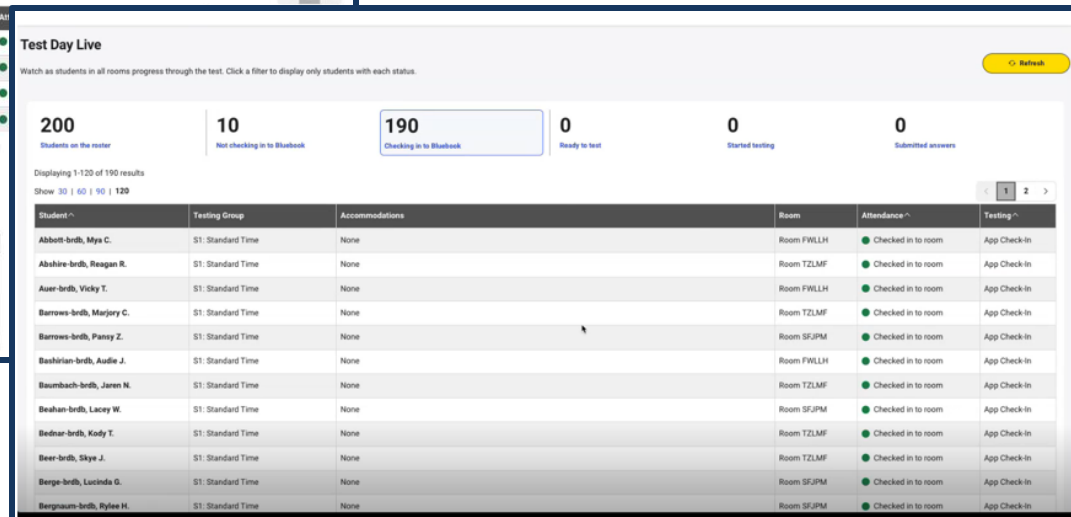 Att
Test Day Live
Watch as students in all rooms progress through the test. Click a filter to display only students with each status.
Refresh
200 10 190 0 0 0
Students on the roster Not checking in to Bluebook Checking in to Bluebook Ready to test Started testing Submitted answers
Displaying 1-120 of 190 results
Show 30 | 60 | 90 | 120 < 1 2 >
Student Testing Group Accommodations Room Attendance Testing
Abbott-brdb, Mya C. S1: Standard Time None Room FWLLH Checked in to room App Check-In
Abshire-brdb, Reagan R. S1: Standard Time None Room TZLMF Checked in to room App Check-In
Auer-brdb, Vicky T. S1: Standard Time None Room FWLLH Checked in to room App Check-In
Barrows-brdb, Marjory C. S1: Standard Time None Room TZLMF Checked in to room App Check-In
Barrows-brdb, Pansy Z. S1: Standard Time None Room SFJPM Checked in to room App Check-In
Bashirian-brdb, Audie J. S1: Standard Time None Room FWLLH Checked in to room App Check-In
Baumbach-brdb, Jaren N. S1: Standard Time None Room TZLMF Checked in to room App Check-In
Beahan-brdb, Lacey W. S1: Standard Time None Room SFJPM Checked in to room App Check-In
Bednar-brdb, Kody T. S1: Standard Time None Room TZLMF Checked in to room App Check-In
Beer-brdb, Skye J. S1: Standard Time None Room TZLMF Checked in to room App Check-In
Berge-brdb, Lucinda G. S1: Standard Time None Room SFJPM Checked in to room App Check-In
Bergnaum-brdb, Rylee H. S1: Standard Time None Room SFJPM Checked in to room App Check-In